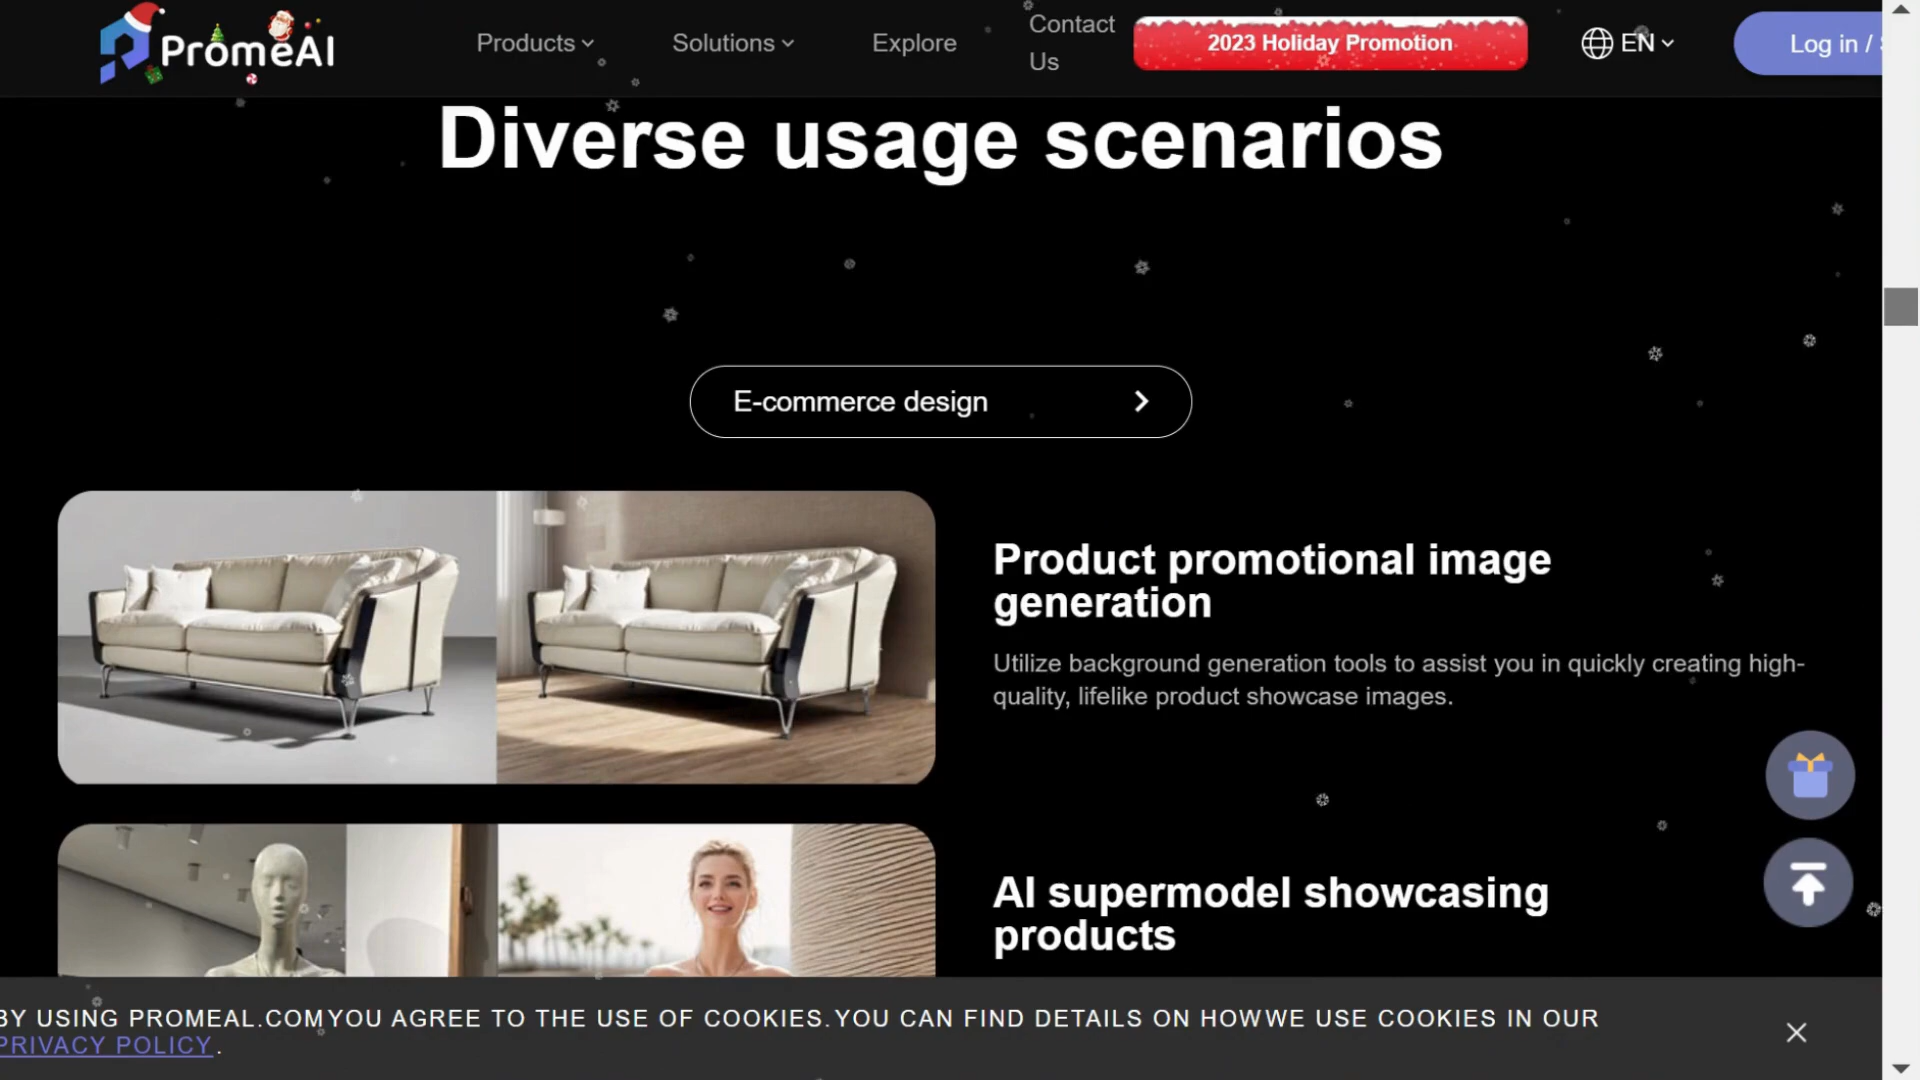 PromeAI
Products
Solutions
Explore
Contact
Us
2023 Holiday Promotion
EN
Log in /
Diverse usage scenarios
E-commerce design
Product promotional image
generation
Utilize background generation tools to assist you in quickly creating high-
quality, lifelike product showcase images.
AI supermodel showcasing
products
BY USING PROMEAI.COMYOU AGREE TO THE USE OF COOKIES.YOU CAN FIND DETAILS ON HOWWE USE COOKIES IN OUR
PRIVACY POLICY.